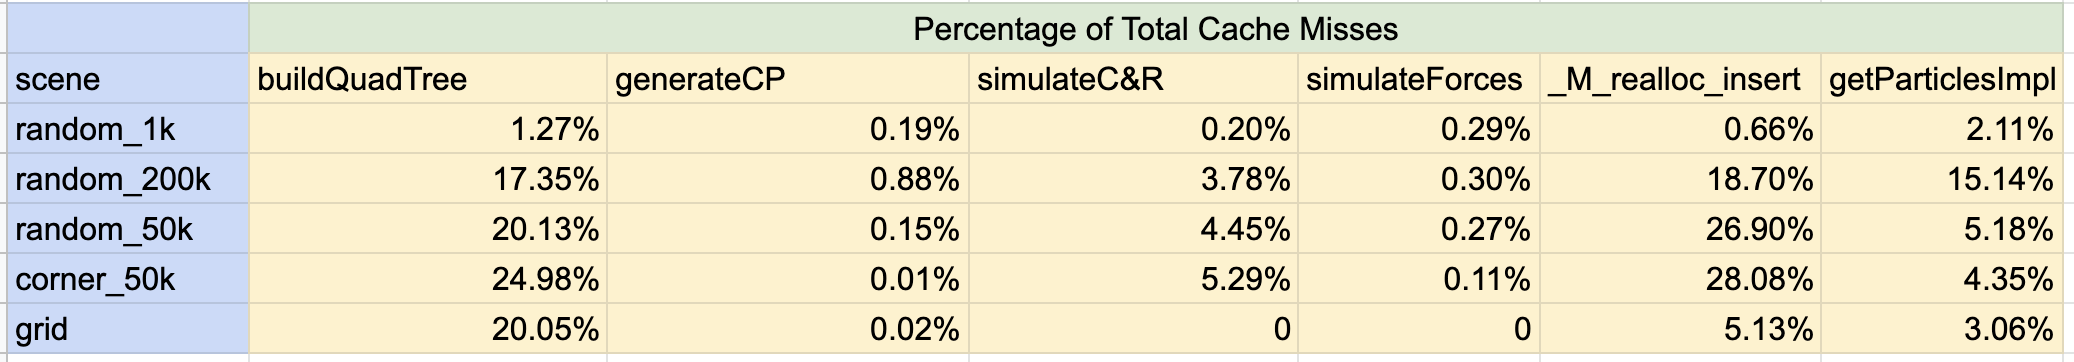 Percentage of Total Cache Misses
scene buildQuadTree generateCP simulateC&R simulateForces _M_realloc_insert getParticlesImpl
random_1k 1.27% 0.19% 0.20% 0.29% 0.66% 2.11%
random_200k 17.35% 0.88% 3.78% 0.30% 18.70% 15.14%
random_50k 20.13% 0.15% 4.45% 0.27% 26.90% 5.18%
corner_50k 24.98% 0.01% 5.29% 0.11% 28.08% 4.35%
grid 20.05% 0.02% 0 0 5.13% 3.06%